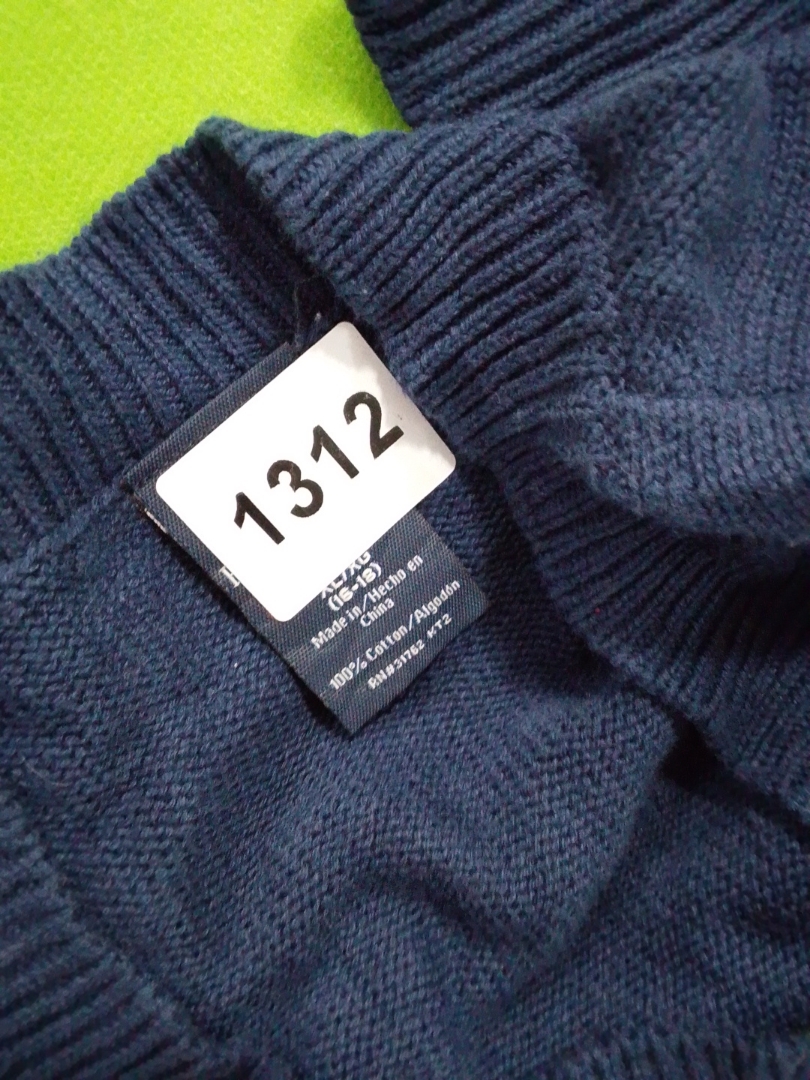 1312
XL/XG
(16-18)
Made in/Hecho en
China
100% Cotton/Algodón
RN#31762 KT2